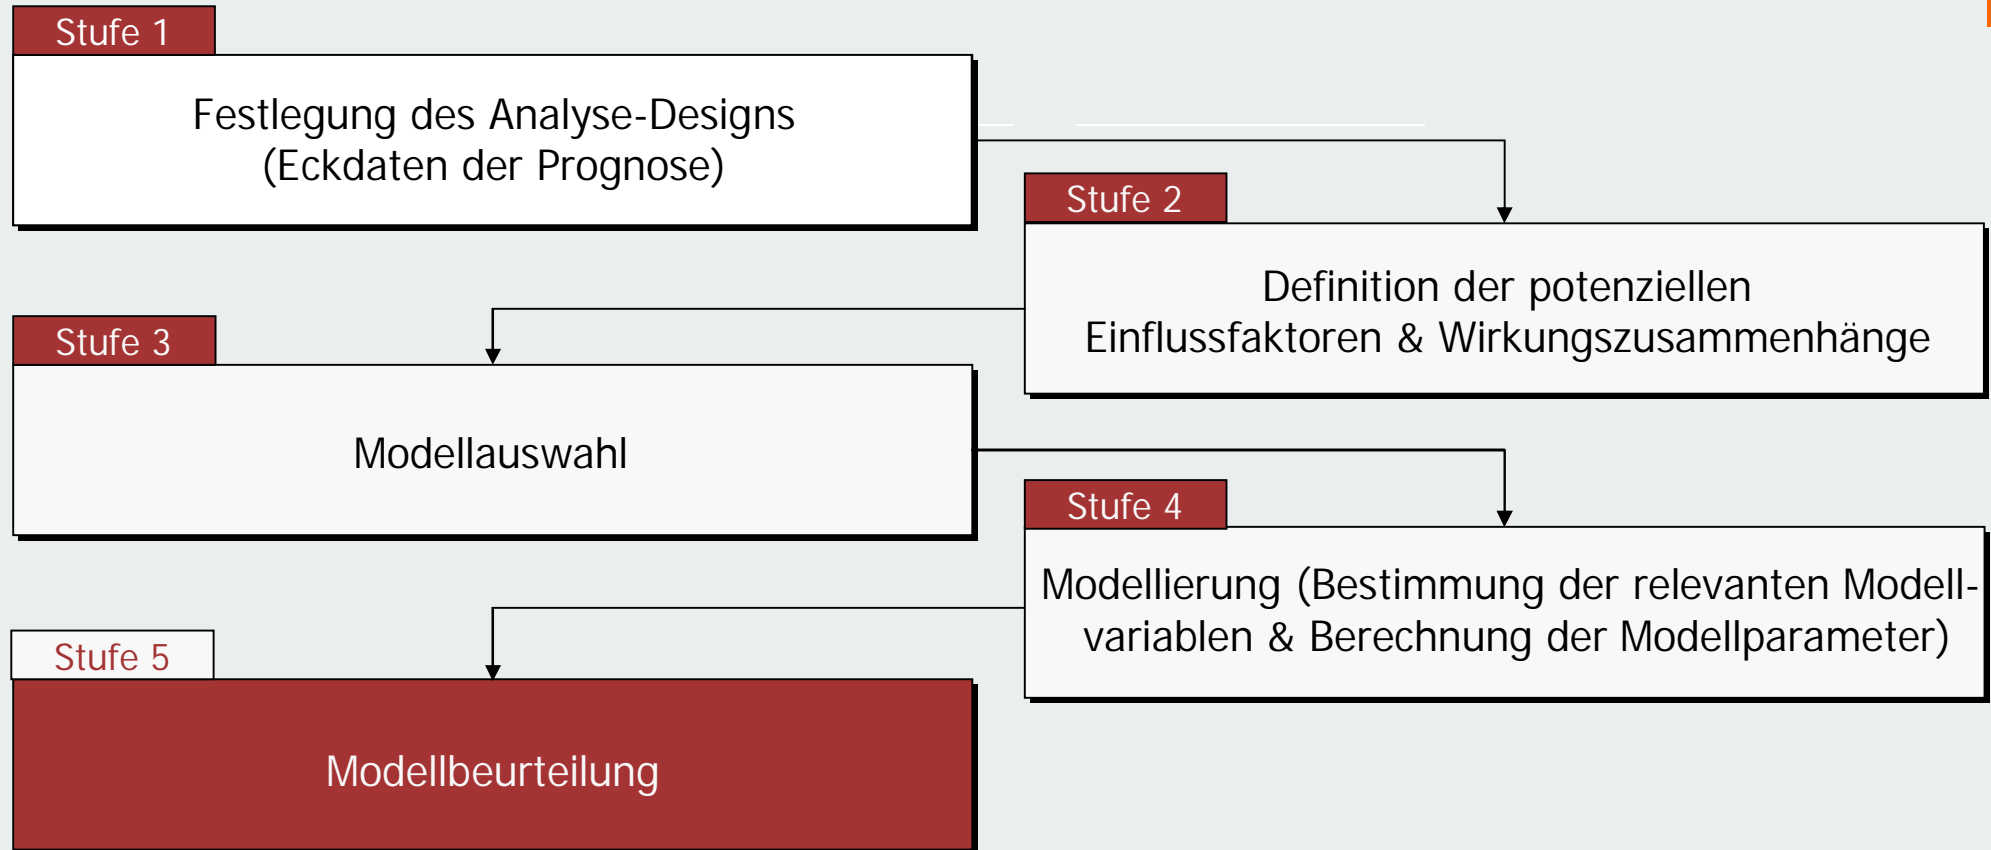 Stufe 1
Festlegung des Analyse-Designs
(Eckdaten der Prognose)
Stufe 2
Definition der potenziellen
Einflussfaktoren & Wirkungszusammenhänge
Stufe 3
Modellauswahl
Stufe 4
Modellierung (Bestimmung der relevanten Modell-
variablen & Berechnung der Modellparameter)
Stufe 5
Modellbeurteilung